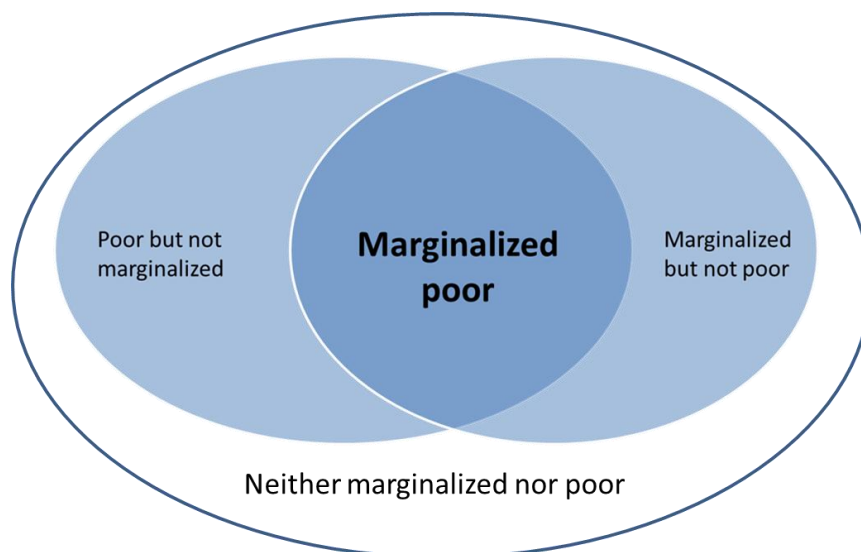 Poor but not
marginalized
Marginalized
poor
Marginalized
but not poor
Neither marginalized nor poor